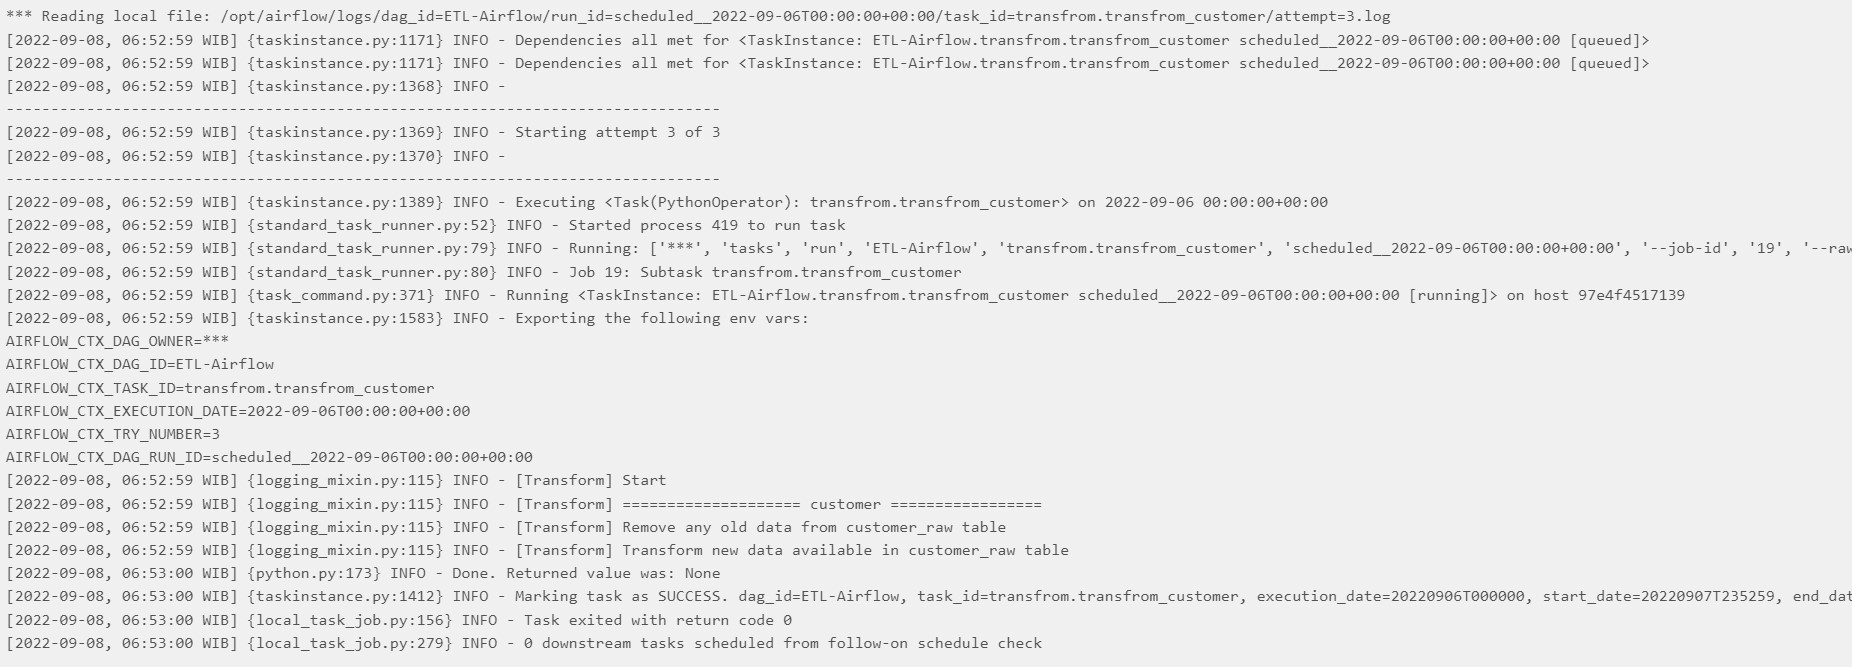 *** Reading local file: /opt/airflow/logs/dag_id=ETL-Airflow/run_id=scheduled__2022-09-06T00:00:00+00:00/task_id=transfrom.transfrom_customer/attempt=3.log
[2022-09-08, 06:52:59 WIB] {taskinstance.py:1171} INFO - Dependencies all met for <TaskInstance: ETL-Airflow.transfrom.transfrom_customer scheduled__2022-09-06T00:00:00+00:00 [queued]>
[2022-09-08, 06:52:59 WIB] {taskinstance.py:1171} INFO - Dependencies all met for <TaskInstance: ETL-Airflow.transfrom.transfrom_customer scheduled__2022-09-06T00:00:00+00:00 [queued]>
[2022-09-08, 06:52:59 WIB] {taskinstance.py:1368} INFO -
--------------------------------------------------------------------------------
[2022-09-08, 06:52:59 WIB] {taskinstance.py:1369} INFO - Starting attempt 3 of 3
[2022-09-08, 06:52:59 WIB] {taskinstance.py:1370} INFO -
--------------------------------------------------------------------------------
[2022-09-08, 06:52:59 WIB] {taskinstance.py:1389} INFO - Executing <Task(PythonOperator): transfrom.transfrom_customer> on 2022-09-06 00:00:00+00:00
[2022-09-08, 06:52:59 WIB] {standard_task_runner.py:52} INFO - Started process 419 to run task
[2022-09-08, 06:52:59 WIB] {standard_task_runner.py:79} INFO - Running: ['***', 'tasks', 'run', 'ETL-Airflow', 'transfrom.transfrom_customer', 'scheduled__2022-09-06T00:00:00+00:00', '--job-id', '19', '--raw
[2022-09-08, 06:52:59 WIB] {standard_task_runner.py:80} INFO - Job 19: Subtask transfrom.transfrom_customer
[2022-09-08, 06:52:59 WIB] {task_command.py:371} INFO - Running <TaskInstance: ETL-Airflow.transfrom.transfrom_customer scheduled__2022-09-06T00:00:00+00:00 [running]> on host 97e4f4517139
[2022-09-08, 06:52:59 WIB] {taskinstance.py:1583} INFO - Exporting the following env vars:
AIRFLOW_CTX_DAG_OWNER=***
AIRFLOW_CTX_DAG_ID=ETL-Airflow
AIRFLOW_CTX_TASK_ID=transfrom.transfrom_customer
AIRFLOW_CTX_EXECUTION_DATE=2022-09-06T00:00:00+00:00
AIRFLOW_CTX_TRY_NUMBER=3
AIRFLOW_CTX_DAG_RUN_ID=scheduled__2022-09-06T00:00:00+00:00
[2022-09-08, 06:52:59 WIB] {logging_mixin.py:115} INFO - [Transform] Start
[2022-09-08, 06:52:59 WIB] {logging_mixin.py:115} INFO - [Transform] ==================== customer =================
[2022-09-08, 06:52:59 WIB] {logging_mixin.py:115} INFO - [Transform] Remove any old data from customer_raw table
[2022-09-08, 06:52:59 WIB] {logging_mixin.py:115} INFO - [Transform] Transform new data available in customer_raw table
[2022-09-08, 06:53:00 WIB] {python.py:173} INFO - Done. Returned value was: None
[2022-09-08, 06:53:00 WIB] {taskinstance.py:1412} INFO - Marking task as SUCCESS. dag_id=ETL-Airflow, task_id=transfrom.transfrom_customer, execution_date=20220906T000000, start_date=20220907T235259, end_dat
[2022-09-08, 06:53:00 WIB] {local_task_job.py:156} INFO - Task exited with return code 0
[2022-09-08, 06:53:00 WIB] {local_task_job.py:279} INFO - 0 downstream tasks scheduled from follow-on schedule check